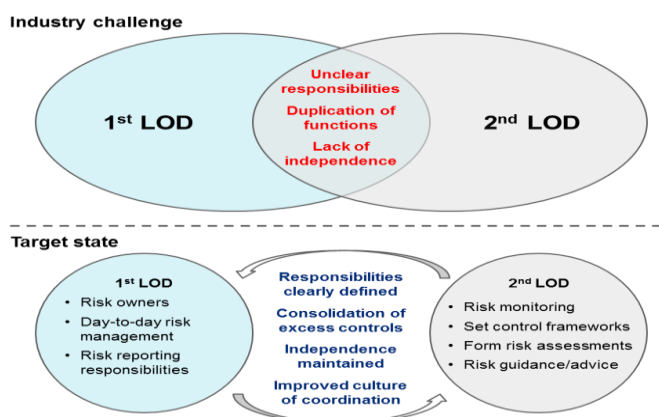 Industry challenge
1st LOD
Unclear
responsibilities
Duplication of
functions
Lack of
independence
2nd LOD
Target state
1st LOD
• Risk owners
• Day-to-day risk
management
• Risk reporting
responsibilities
Responsibilities
clearly defined
Consolidation of
excess controls
Independence
maintained
Improved culture
of coordination
2nd LOD
• Risk monitoring
• Set control frameworks
• Form risk assessments
• Risk guidance/advice